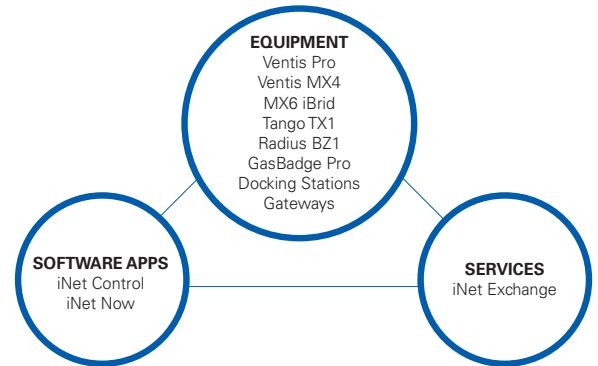 EQUIPMENT
Ventis Pro
Ventis MX4
MX6 iBrid
Tango TX1
Radius BZ1
GasBadge Pro
Docking Stations
Gateways
SOFTWARE APPS
iNet Control
iNet Now
SERVICES
iNet Exchange